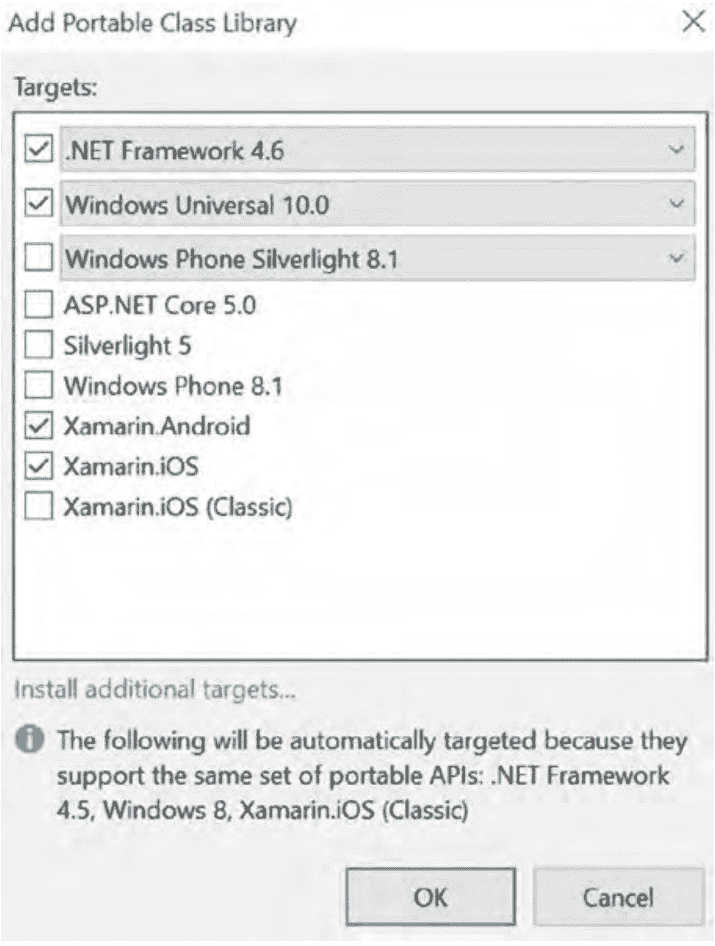 Add Portable Class Library
Targets:
.NET Framework 4.6
Windows Universal 10.0
Windows Phone Silverlight 8.1
ASP.NET Core 5.0
Silverlight 5
Windows Phone 8.1
Xamarin.Android
Xamarin.iOS
Xamarin.iOS (Classic)
Install additional targets...
The following will be automatically targeted because they
support the same set of portable APIs: .NET Framework
4.5, Windows 8, Xamarin.iOS (Classic)
OK
Cancel